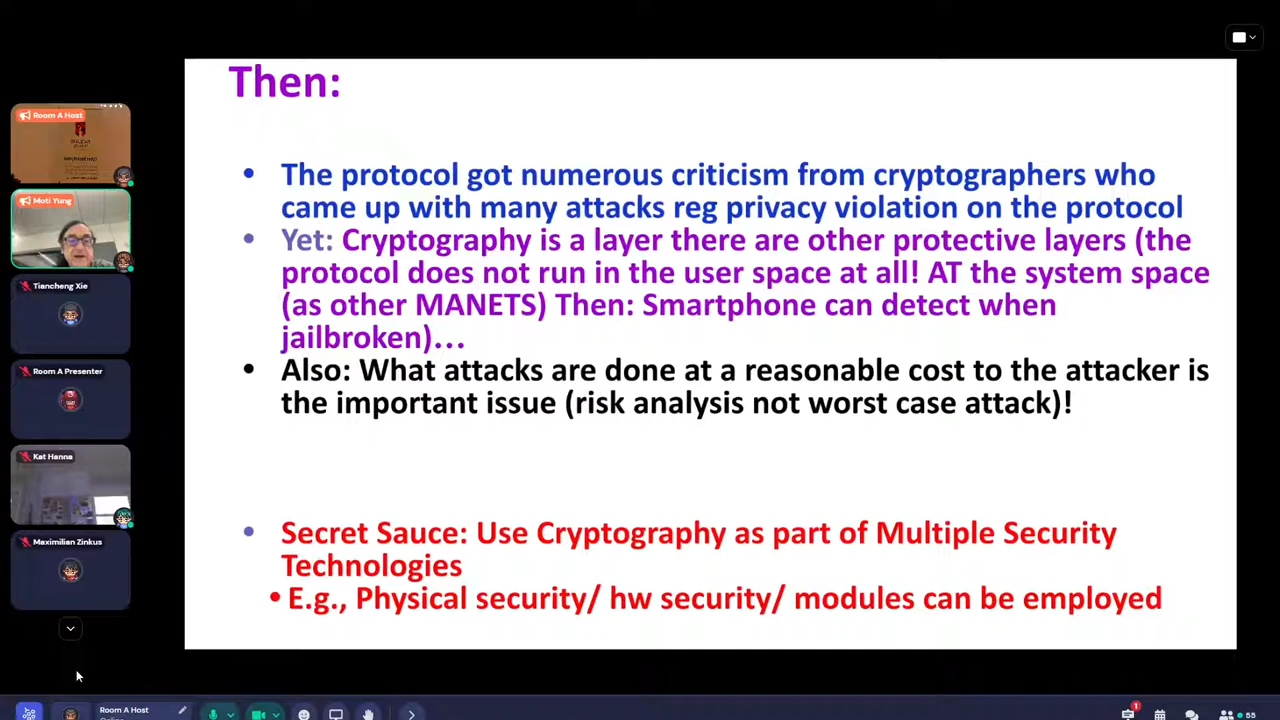 Then:
• The protocol got numerous criticism from cryptographers who
came up with many attacks reg privacy violation on the protocol
• Yet: Cryptography is a layer there are other protective layers (the
protocol does not run in the user space at all! AT the system space
(as other MANETS) Then: Smartphone can detect when
jailbroken)…
• Also: What attacks are done at a reasonable cost to the attacker is
the important issue (risk analysis not worst case attack)!
• Secret Sauce: Use Cryptography as part of Multiple Security
Technologies
• E.g., Physical security/ hw security/ modules can be employed
Room A Host
Moti Yung
Tiancheng Xie
Room A Presenter
Kat Hanna
Maximilian Zinkus
Room A Host
Online
1
55